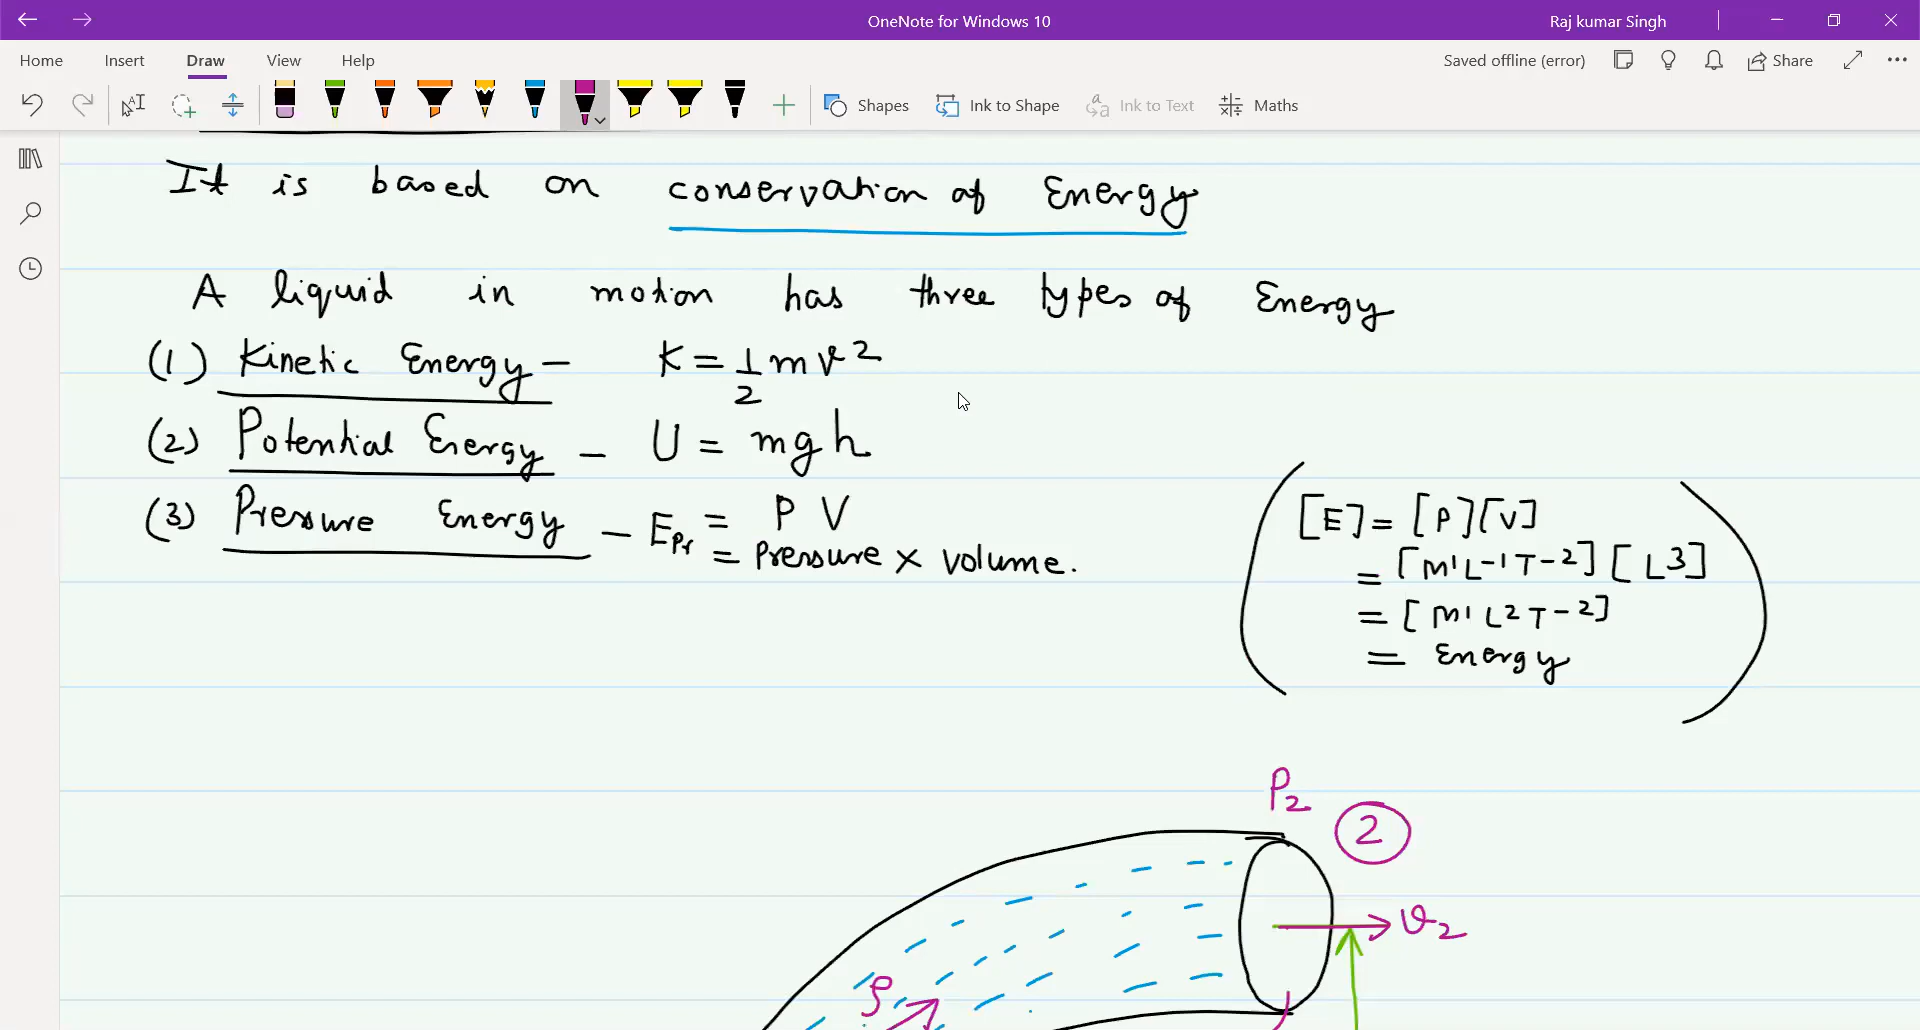 OneNote for Windows 10
Raj kumar Singh
Home Insert Draw View Help
Saved offline (error) Share
Shapes Ink to Shape Ink to Text Maths
It is based on conservation of Energy
A liquid in motion has three types of Energy
(1) Kinetic Energy – K = 1/2 mv²
(2) Potential Energy – U = mgh
(3) Pressure Energy – E_Pr = P V
= Pressure × volume.
[E] = [P][V]
= [M¹L⁻¹T⁻²][L³]
= [M¹L²T⁻²]
= Energy
P₂
2
v₂
ρ